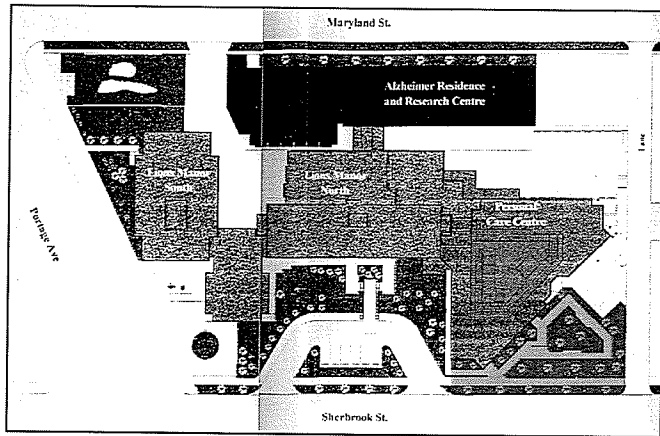 Maryland St.
Alzheimer Residence
and Research Centre
Lions Manor
South
Lions Manor
North
Personal
Care Centre
Lane
Portage Ave
Sherbrook St.